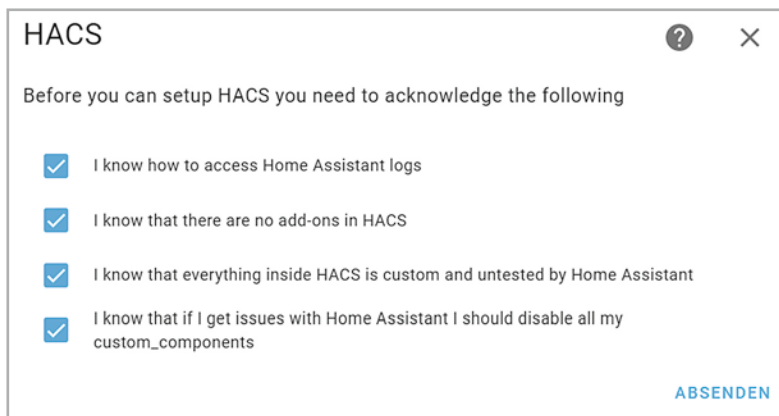 HACS
Before you can setup HACS you need to acknowledge the following
I know how to access Home Assistant logs
I know that there are no add-ons in HACS
I know that everything inside HACS is custom and untested by Home Assistant
I know that if I get issues with Home Assistant I should disable all my
custom_components
ABSENDEN